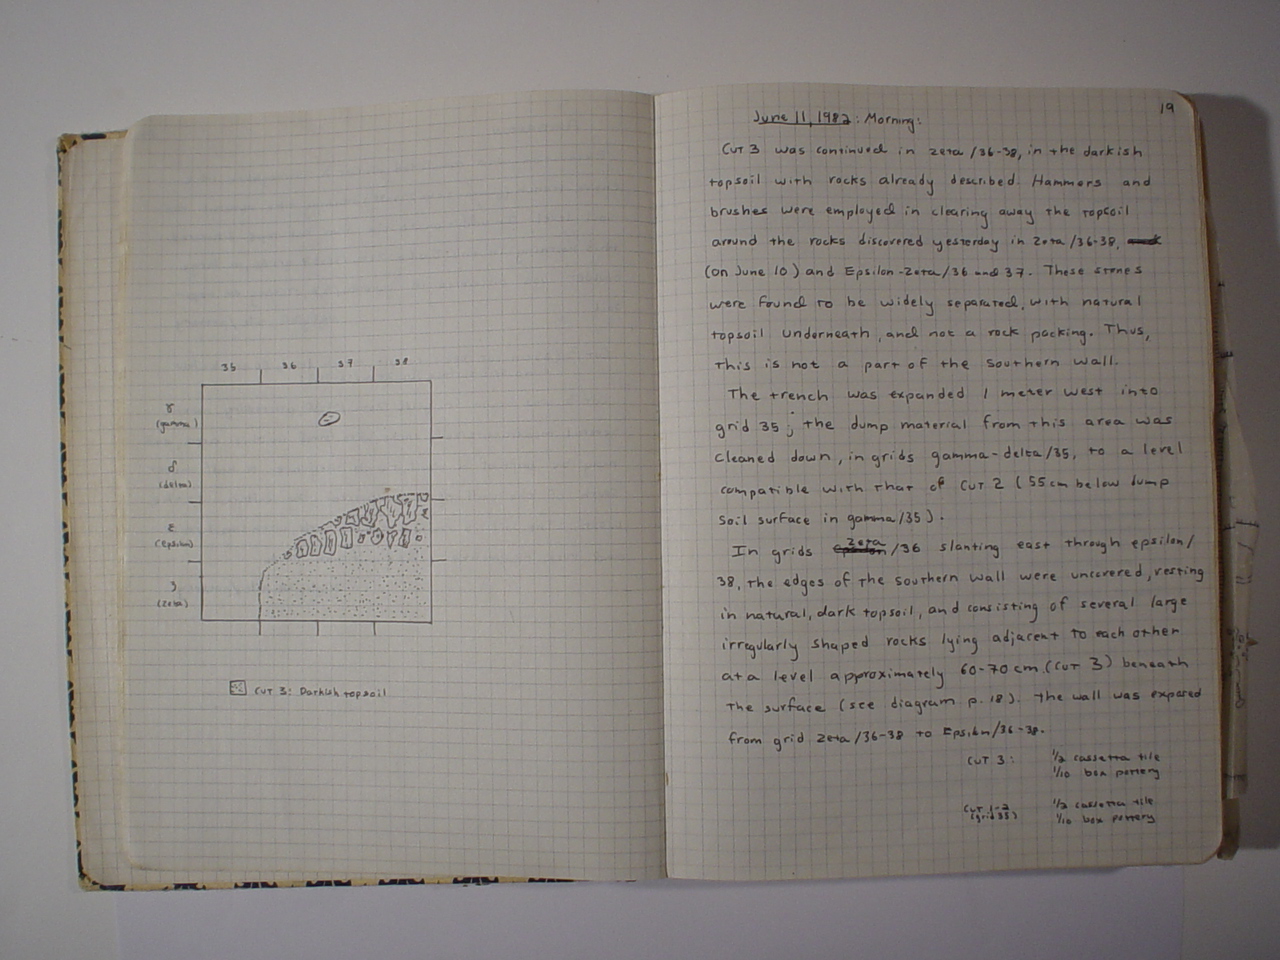 35 36 37 38
γ
(gamma)
δ
(delta)
ε
(epsilon)
ζ
(zeta)
CUT 3: Darkish topsoil
19
June 11, 1982: Morning:
Cut 3 was continued in zeta/36-38, in the darkish
topsoil with rocks already described. Hammers and
brushes were employed in clearing away the topsoil
around the rocks discovered yesterday in Zeta/36-38,
(on June 10) and Epsilon-Zeta/36 and 37. These stones
were found to be widely separated, with natural
topsoil underneath, and not a rock packing. Thus,
this is not a part of the southern wall.
The trench was expanded 1 meter west into
grid 35; the dump material from this area was
cleaned down, in grids gamma-delta/35, to a level
compatible with that of Cut 2 (55cm below dump
soil surface in gamma/35).
In grids epsilon zeta/36 slanting east through epsilon/
38, the edges of the southern wall were uncovered, resting
in natural, dark topsoil, and consisting of several large
irregularly shaped rocks lying adjacent to each other
at a level approximately 60-70 cm. (Cut 3) beneath
the surface (see diagram p. 18). The wall was exposed
from grid Zeta/36-38 to Epsilon/36-38.
CUT 3: 1/2 cassetta tile
1/10 box pottery
CUT 1-2 1/2 cassetta tile
(grid 35) 1/10 box pottery